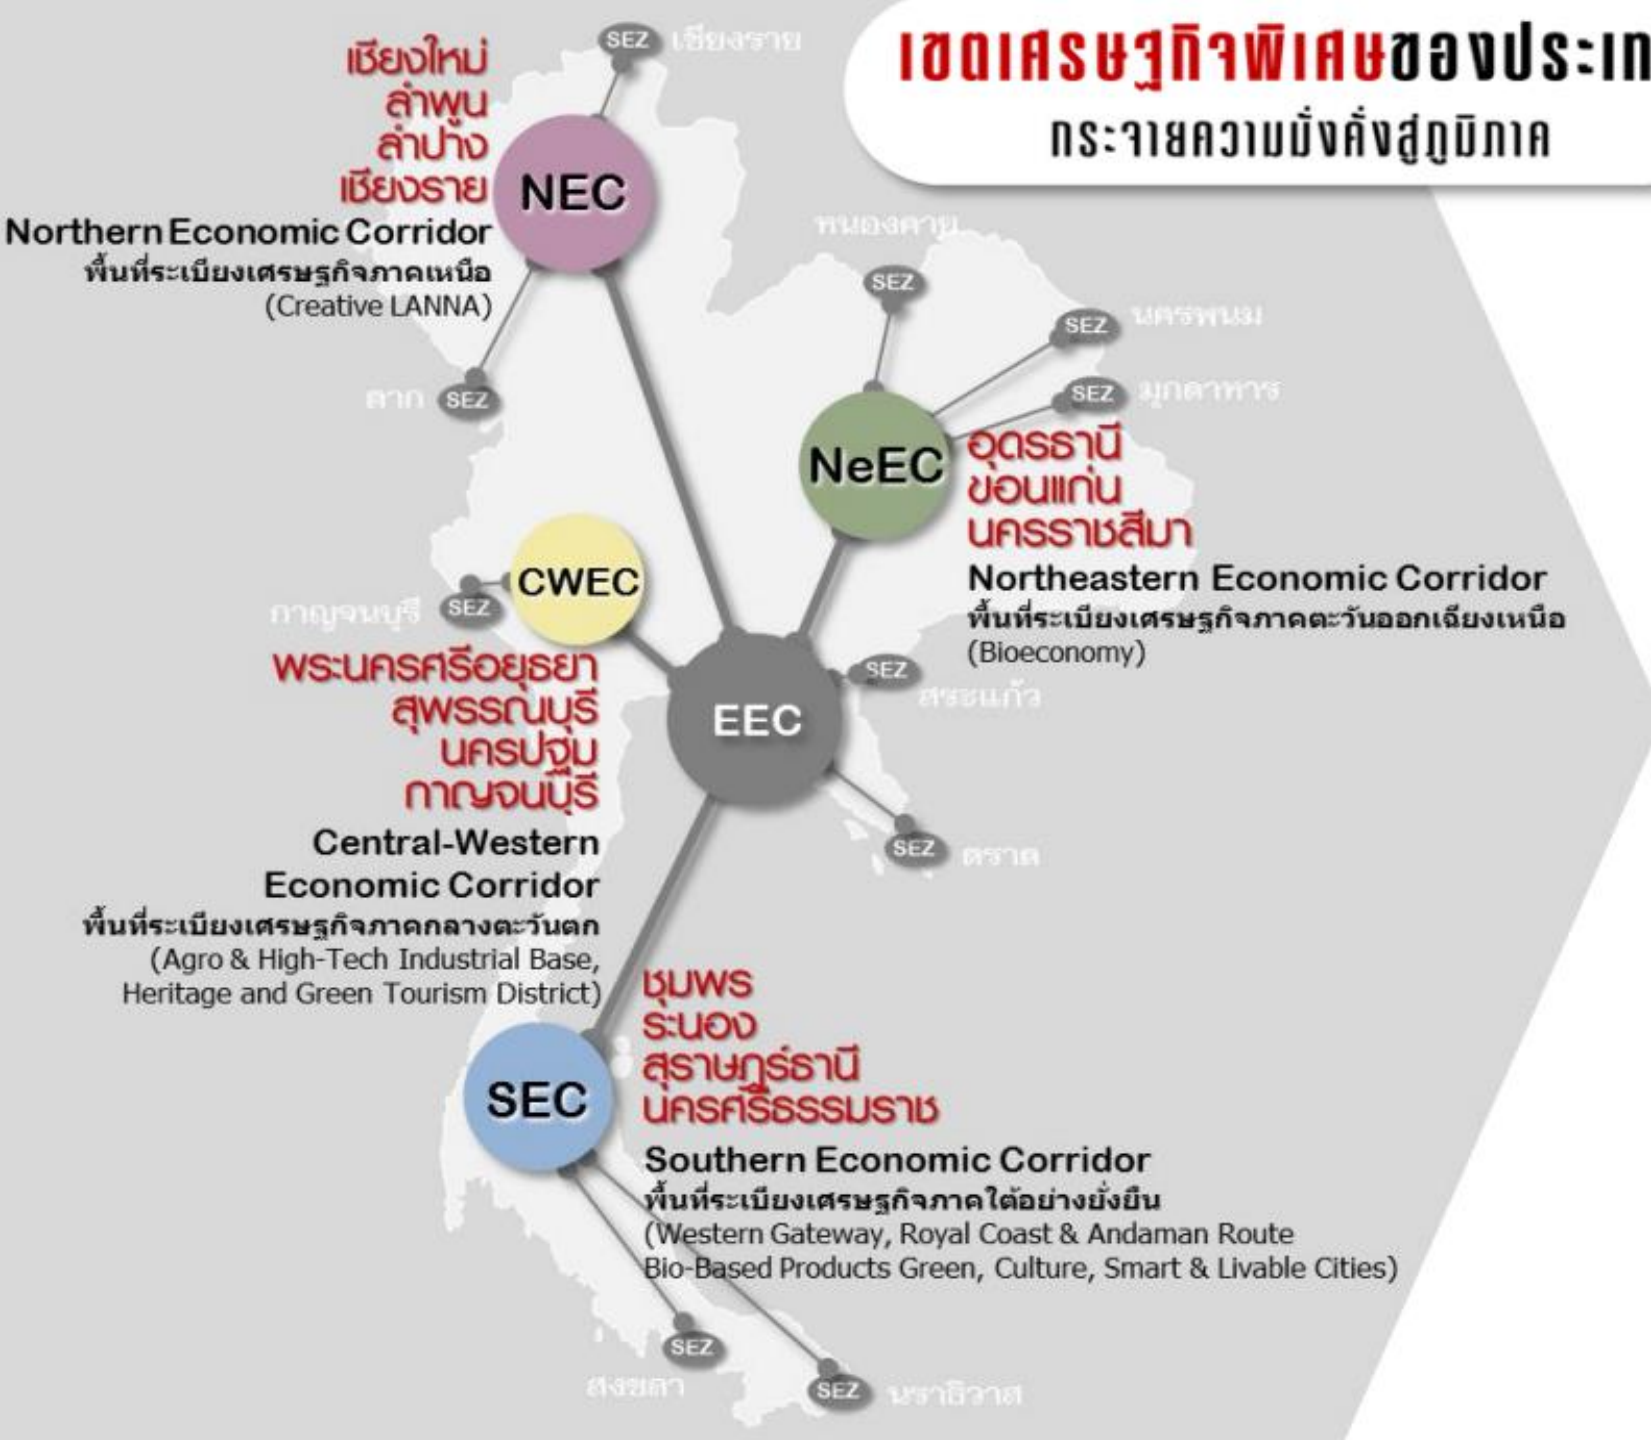 เขตเศรษฐกิจพิเศษของประเท
กระจายความมั่งคั่งสู่ภูมิภาค
SEZ เชียงราย
เชียงใหม่
ลำพูน
ลำปาง
เชียงราย
NEC
Northern Economic Corridor
พื้นที่ระเบียงเศรษฐกิจภาคเหนือ
(Creative LANNA)
ตาก SEZ
หนองคาย
SEZ
SEZ นครพนม
SEZ มุกดาหาร
NeEC
อุดรธานี
ขอนแก่น
นครราชสีมา
Northeastern Economic Corridor
พื้นที่ระเบียงเศรษฐกิจภาคตะวันออกเฉียงเหนือ
(Bioeconomy)
CWEC
กาญจนบุรี SEZ
พระนครศรีอยุธยา
สุพรรณบุรี
นครปฐม
กาญจนบุรี
Central-Western
Economic Corridor
พื้นที่ระเบียงเศรษฐกิจภาคกลางตะวันตก
(Agro & High-Tech Industrial Base,
Heritage and Green Tourism District)
EEC
SEZ
สระแก้ว
SEZ ตราด
SEC
ชุมพร
ระนอง
สุราษฎร์ธานี
นครศรีธรรมราช
Southern Economic Corridor
พื้นที่ระเบียงเศรษฐกิจภาคใต้อย่างยั่งยืน
(Western Gateway, Royal Coast & Andaman Route
Bio-Based Products Green, Culture, Smart & Livable Cities)
SEZ
สงขลา
SEZ นราธิวาส